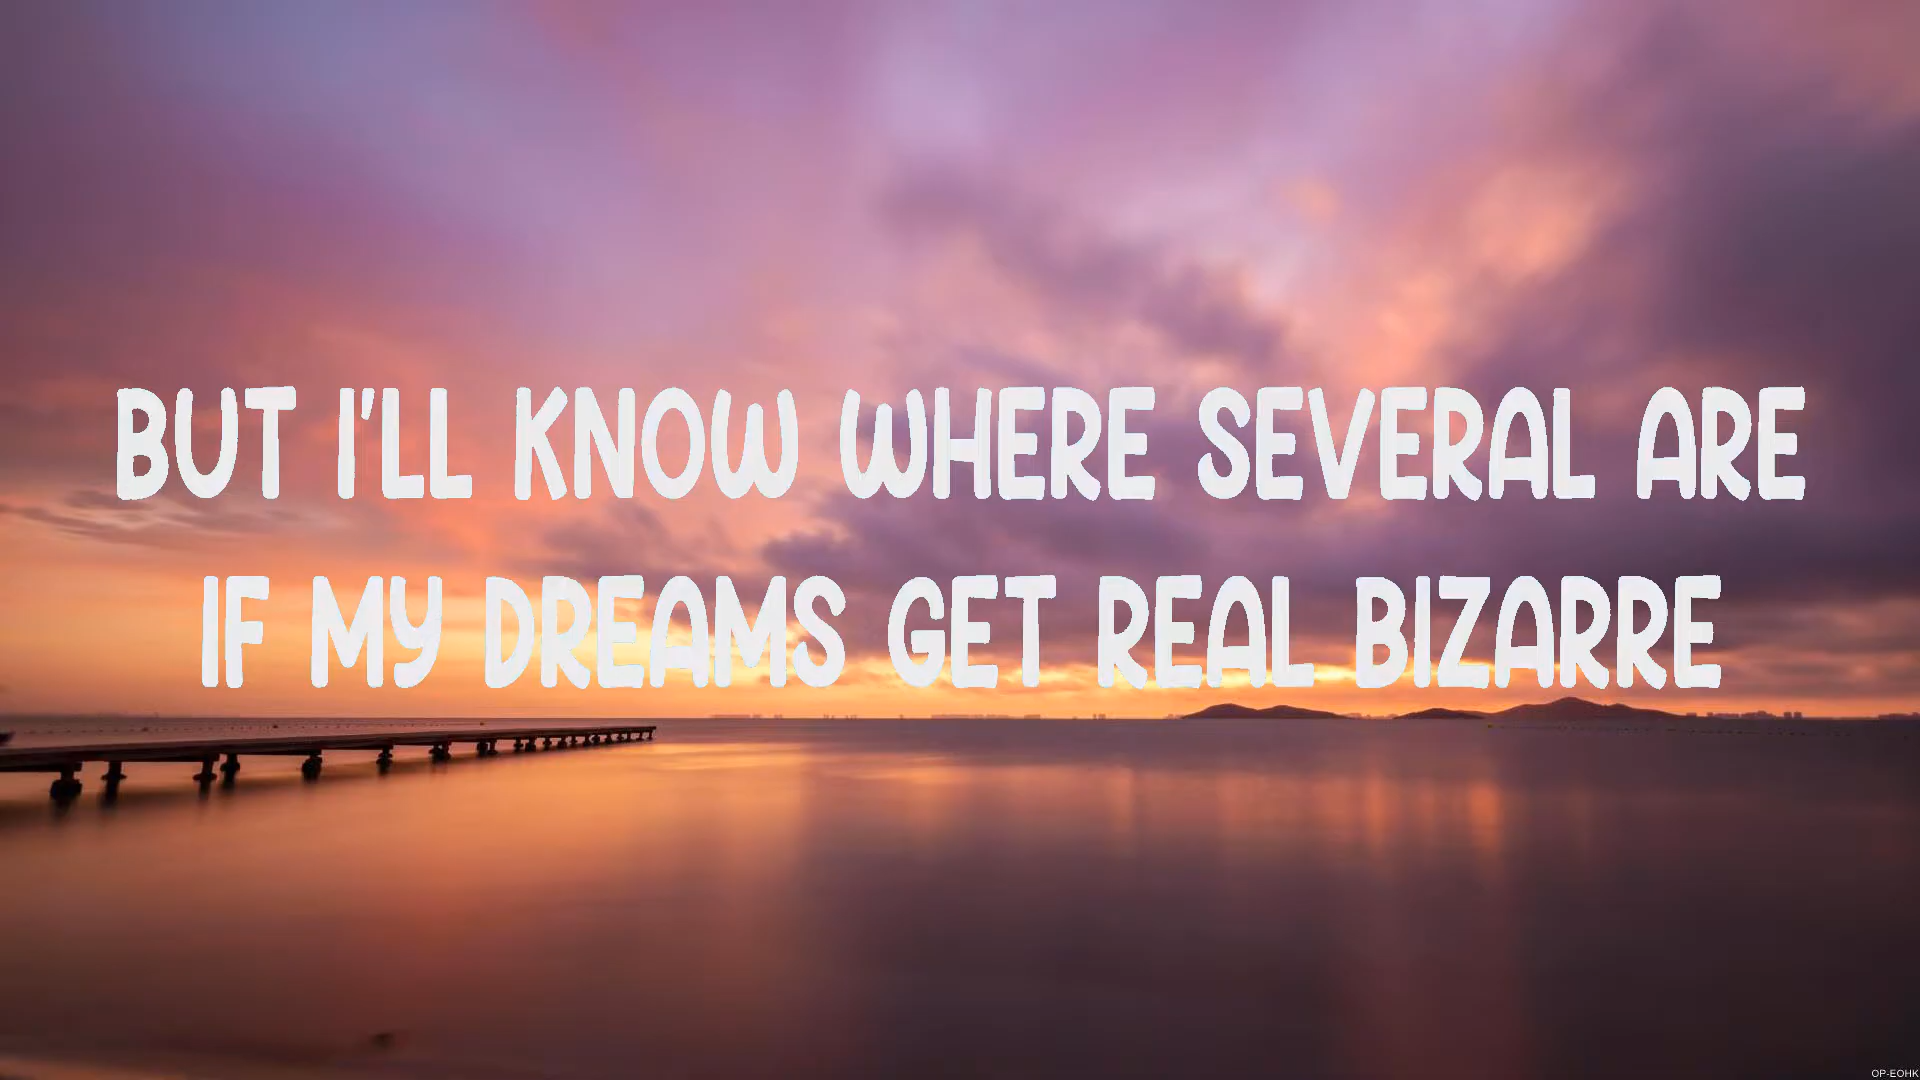 BUT I'LL KNOW WHERE SEVERAL ARE
IF MY DREAMS GET REAL BIZARRE
OP-EOHK